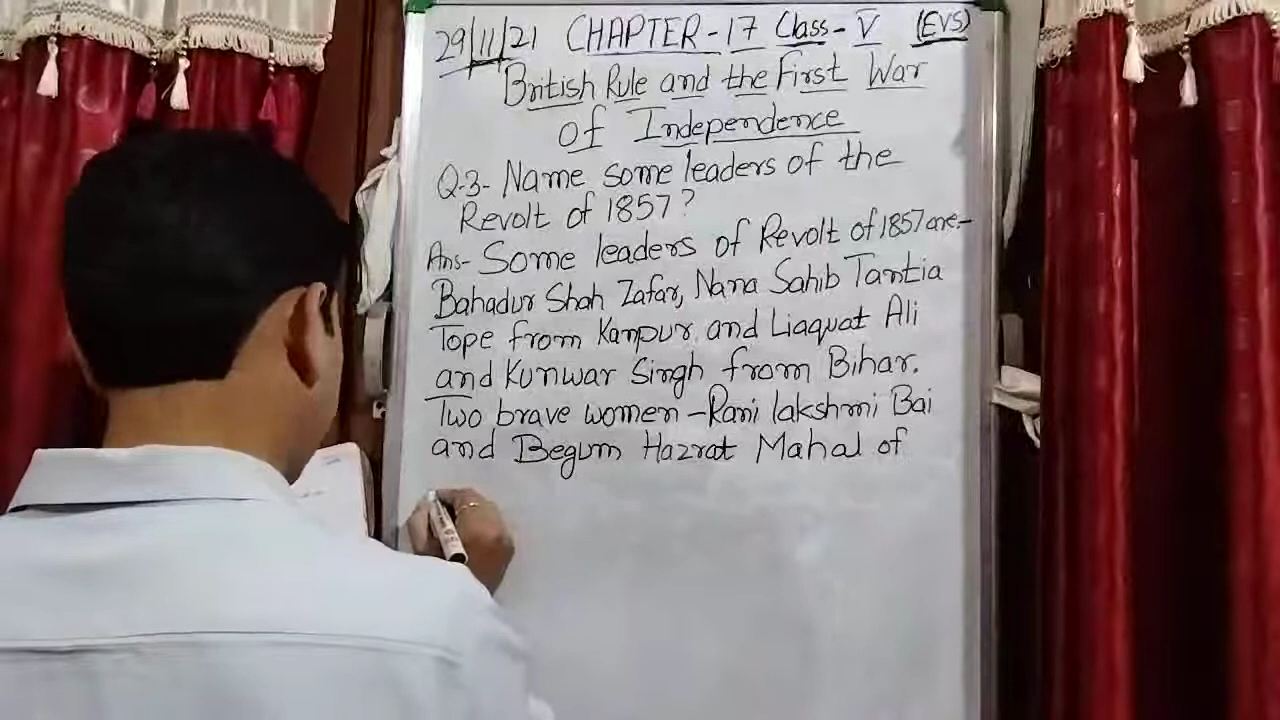 29/11/21 CHAPTER-17 Class-V (EVS)
British Rule and the First War
of Independence
Q.3- Name some leaders of the
Revolt of 1857?
Ans- Some leaders of Revolt of 1857 are:-
Bahadur Shah Zafar, Nana Sahib Tantia
Tope from Kanpur and Liaquat Ali
and Kunwar Singh from Bihar.
Two brave women - Rani lakshmi Bai
and Begum Hazrat Mahal of